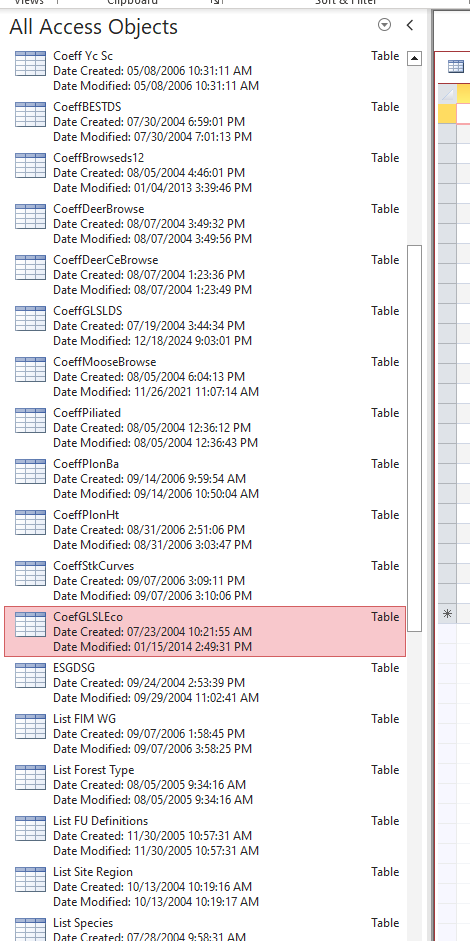 Views
Clipboard
Sort & Filter
All Access Objects
Coeff Yc Sc Table
Date Created: 05/08/2006 10:31:11 AM
Date Modified: 05/08/2006 10:31:11 AM
CoeffBESTDS Table
Date Created: 07/30/2004 6:59:01 PM
Date Modified: 07/30/2004 7:01:13 PM
CoeffBrowseds12 Table
Date Created: 08/05/2004 4:46:01 PM
Date Modified: 01/04/2013 3:39:46 PM
CoeffDeerBrowse Table
Date Created: 08/07/2004 3:49:32 PM
Date Modified: 08/07/2004 3:49:56 PM
CoeffDeerCeBrowse Table
Date Created: 08/07/2004 1:23:36 PM
Date Modified: 08/07/2004 1:23:49 PM
CoeffGLSLDS Table
Date Created: 07/19/2004 3:44:34 PM
Date Modified: 12/18/2024 9:03:01 PM
CoeffMooseBrowse Table
Date Created: 08/05/2004 6:04:13 PM
Date Modified: 11/26/2021 11:07:14 AM
CoeffPiliated Table
Date Created: 08/05/2004 12:36:12 PM
Date Modified: 08/05/2004 12:36:43 PM
CoeffPlonBa Table
Date Created: 09/14/2006 9:59:54 AM
Date Modified: 09/14/2006 10:50:04 AM
CoeffPlonHt Table
Date Created: 08/31/2006 2:51:06 PM
Date Modified: 08/31/2006 3:03:47 PM
CoeffStkCurves Table
Date Created: 09/07/2006 3:09:11 PM
Date Modified: 09/07/2006 3:10:06 PM
CoefGLSLEco Table
Date Created: 07/23/2004 10:21:55 AM
Date Modified: 01/15/2014 2:49:31 PM
ESGDSG Table
Date Created: 09/24/2004 2:53:39 PM
Date Modified: 09/29/2004 11:02:41 AM
List FIM WG Table
Date Created: 09/07/2006 1:58:45 PM
Date Modified: 09/07/2006 3:58:25 PM
List Forest Type Table
Date Created: 08/05/2005 9:34:16 AM
Date Modified: 08/05/2005 9:34:16 AM
List FU Definitions Table
Date Created: 11/30/2005 10:57:31 AM
Date Modified: 11/30/2005 10:57:31 AM
List Site Region Table
Date Created: 10/13/2004 10:19:16 AM
Date Modified: 10/13/2004 10:19:17 AM
List Species Table
Date Created: 07/28/2004 9:58:31 AM